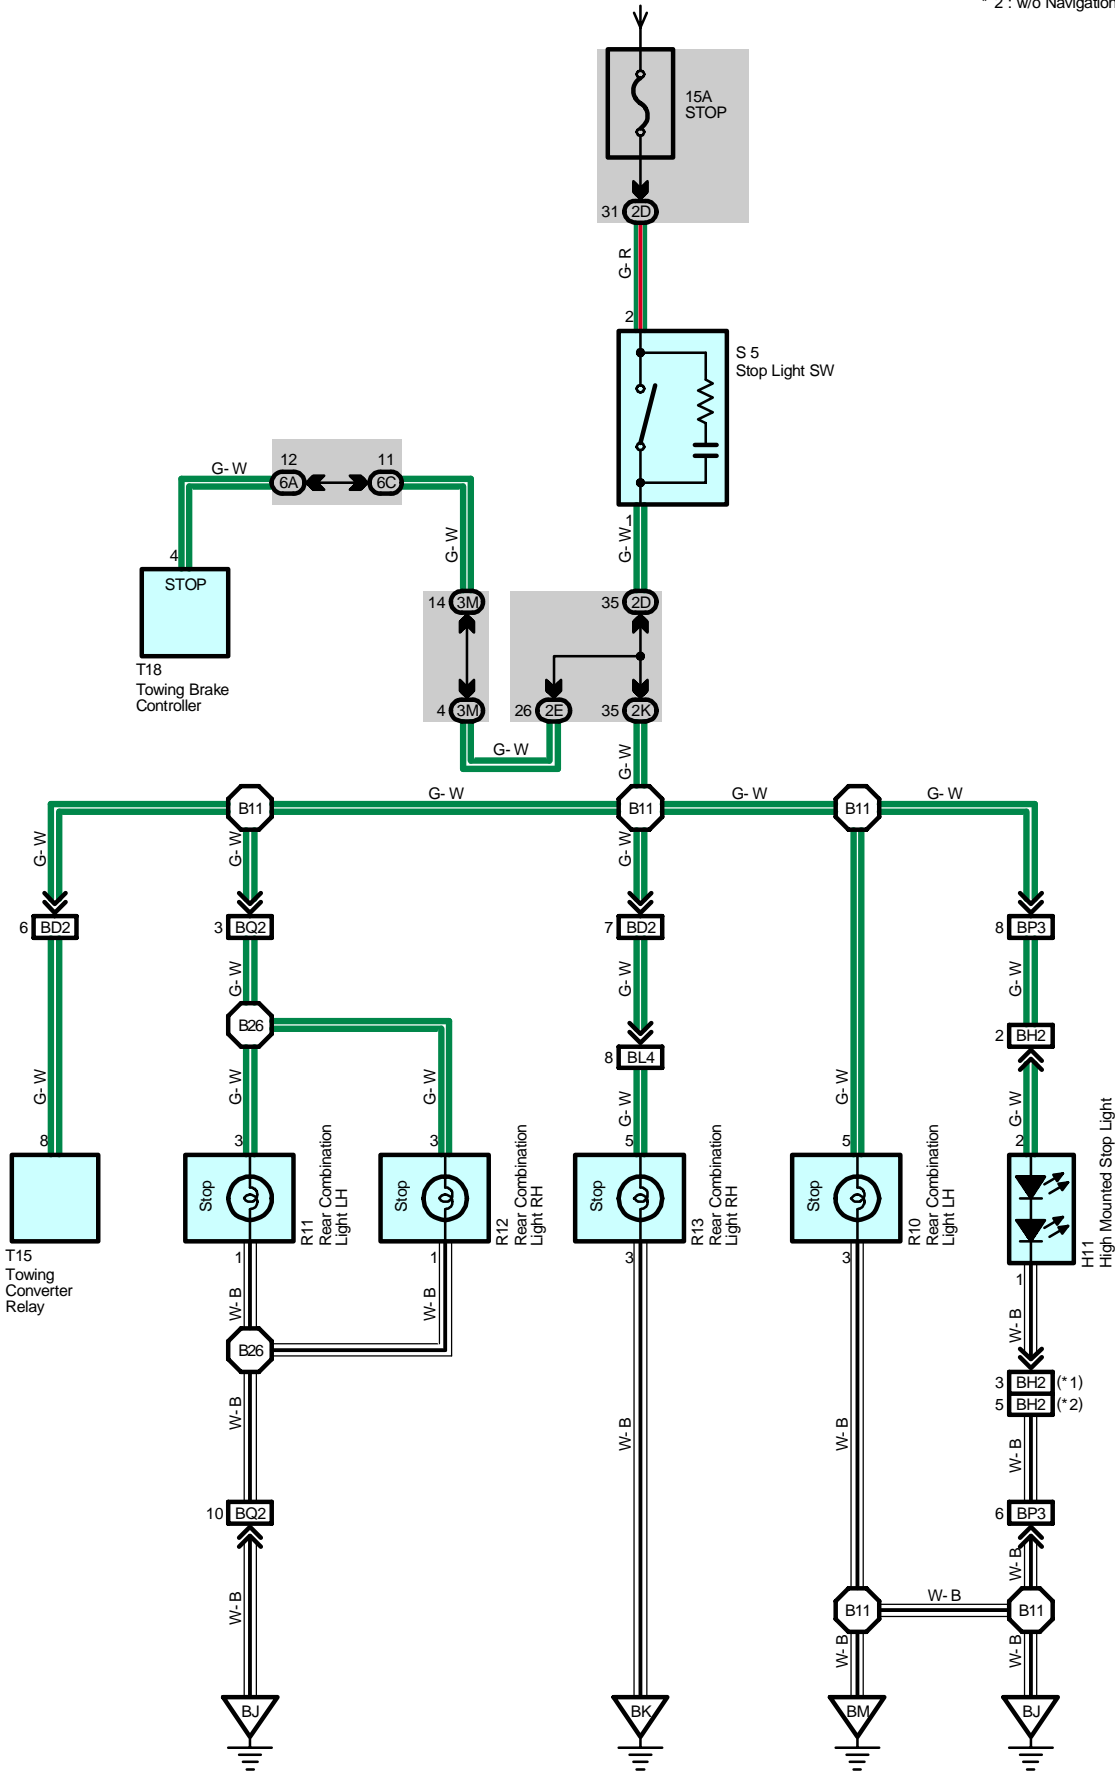 * 2 : w/o Navigation
15A
STOP
31 2D
G-R
2
S 5
Stop Light SW
1
G-W
12 11
6A 6C
G-W
G-W
4
STOP
T18
Towing Brake
Controller
14 3M
35 2D
4 3M
26 2E
35 2K
G-W
G-W
B11 G-W B11 G-W B11 G-W
G-W
G-W
G-W
6 BD2
3 BQ2
7 BD2
8 BP3
G-W
G-W
G-W
B26
2 BH2
8 BL4
G-W
G-W
G-W
G-W
G-W
G-W
8
3
3
5
5
2
T15
Towing
Converter
Relay
Stop
R11
Rear Combination
Light LH
Stop
R12
Rear Combination
Light RH
Stop
R13
Rear Combination
Light RH
Stop
R10
Rear Combination
Light LH
H11
High Mounted Stop Light
1
1
3
3
1
W-B
W-B
W-B
B26
3 BH2 (*1)
5 BH2 (*2)
W-B
W-B
W-B
W-B
10 BQ2
6 BP3
W-B
W-B
B11 W-B B11
W-B
W-B
BJ
BK
BM
BJ